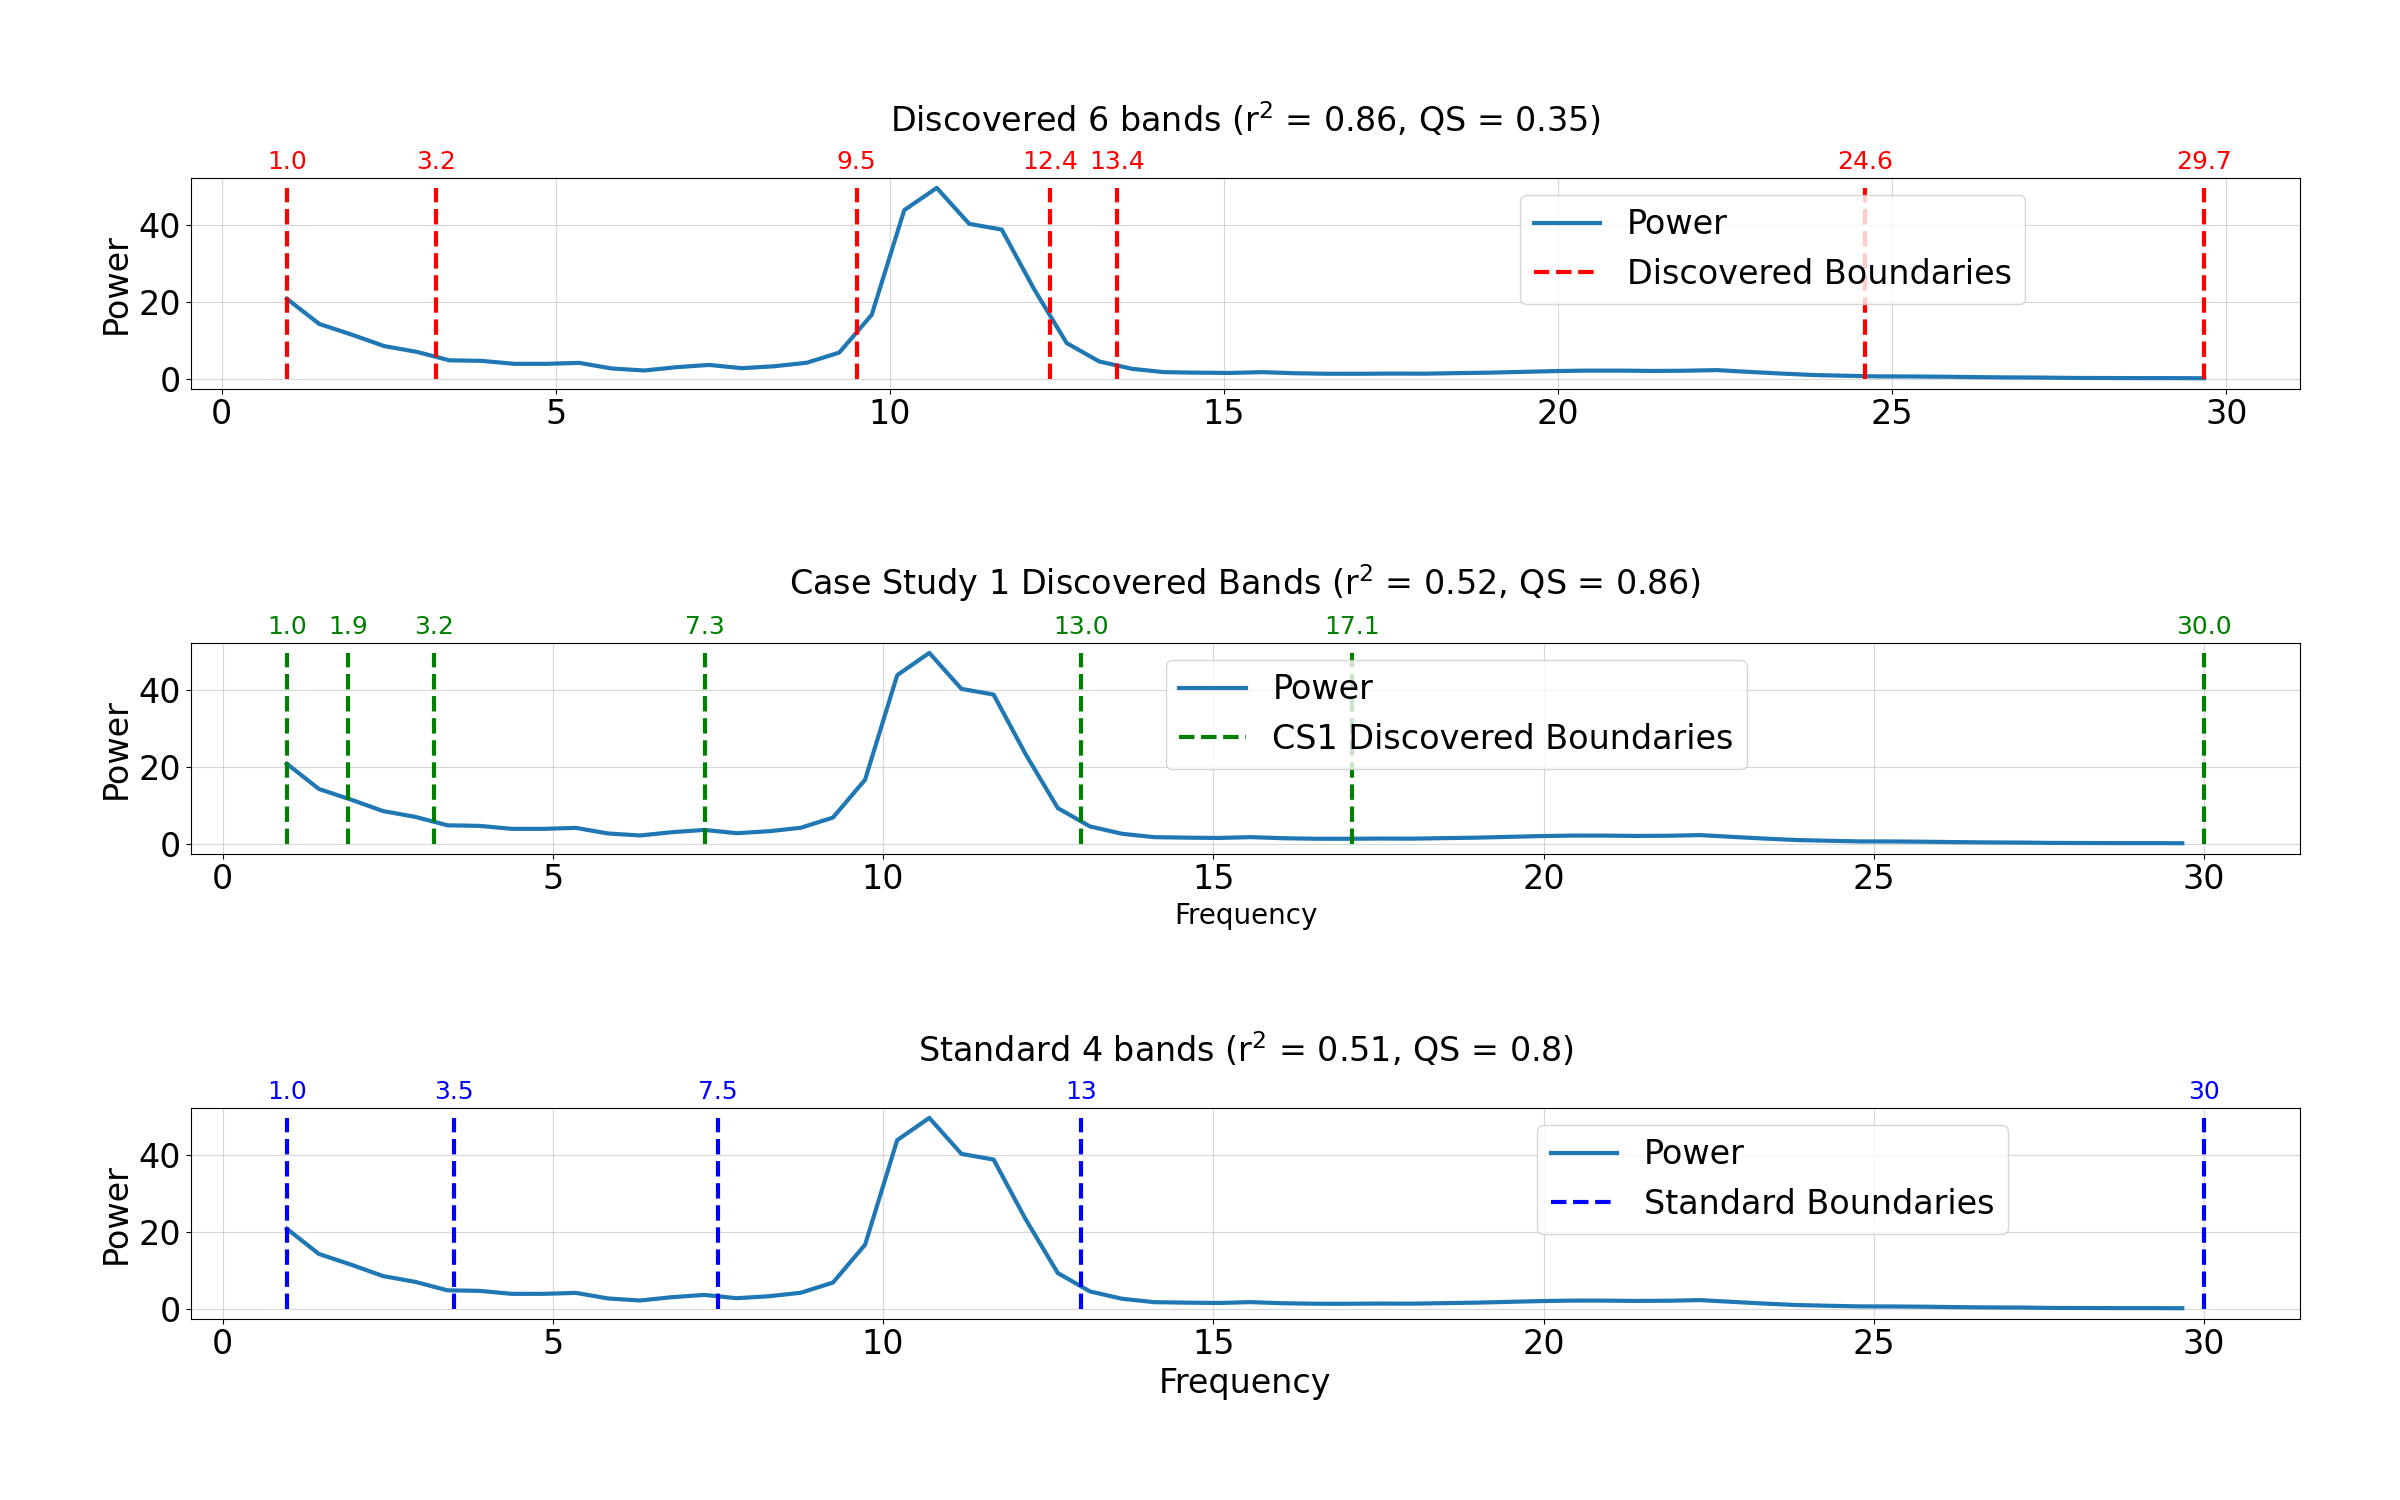 Discovered 6 bands (r² = 0.86, QS = 0.35)
1.0 3.2 9.5 12.4 13.4 24.6 29.7
Power
40
20
0
Power
Discovered Boundaries
0 5 10 15 20 25 30
Case Study 1 Discovered Bands (r² = 0.52, QS = 0.86)
1.0 1.9 3.2 7.3 13.0 17.1 30.0
Power
40
20
0
Power
CS1 Discovered Boundaries
0 5 10 15 20 25 30
Frequency
Standard 4 bands (r² = 0.51, QS = 0.8)
1.0 3.5 7.5 13 30
Power
40
20
0
Power
Standard Boundaries
0 5 10 15 20 25 30
Frequency